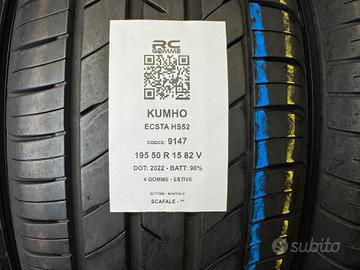 RC
GOMME
KUMHO
ECSTA HS52
CODICE: 9147
195 50 R 15 82 V
DOT: 2022 - BATT: 90%
4 GOMME - ESTIVE
SCAFALE - **
subito